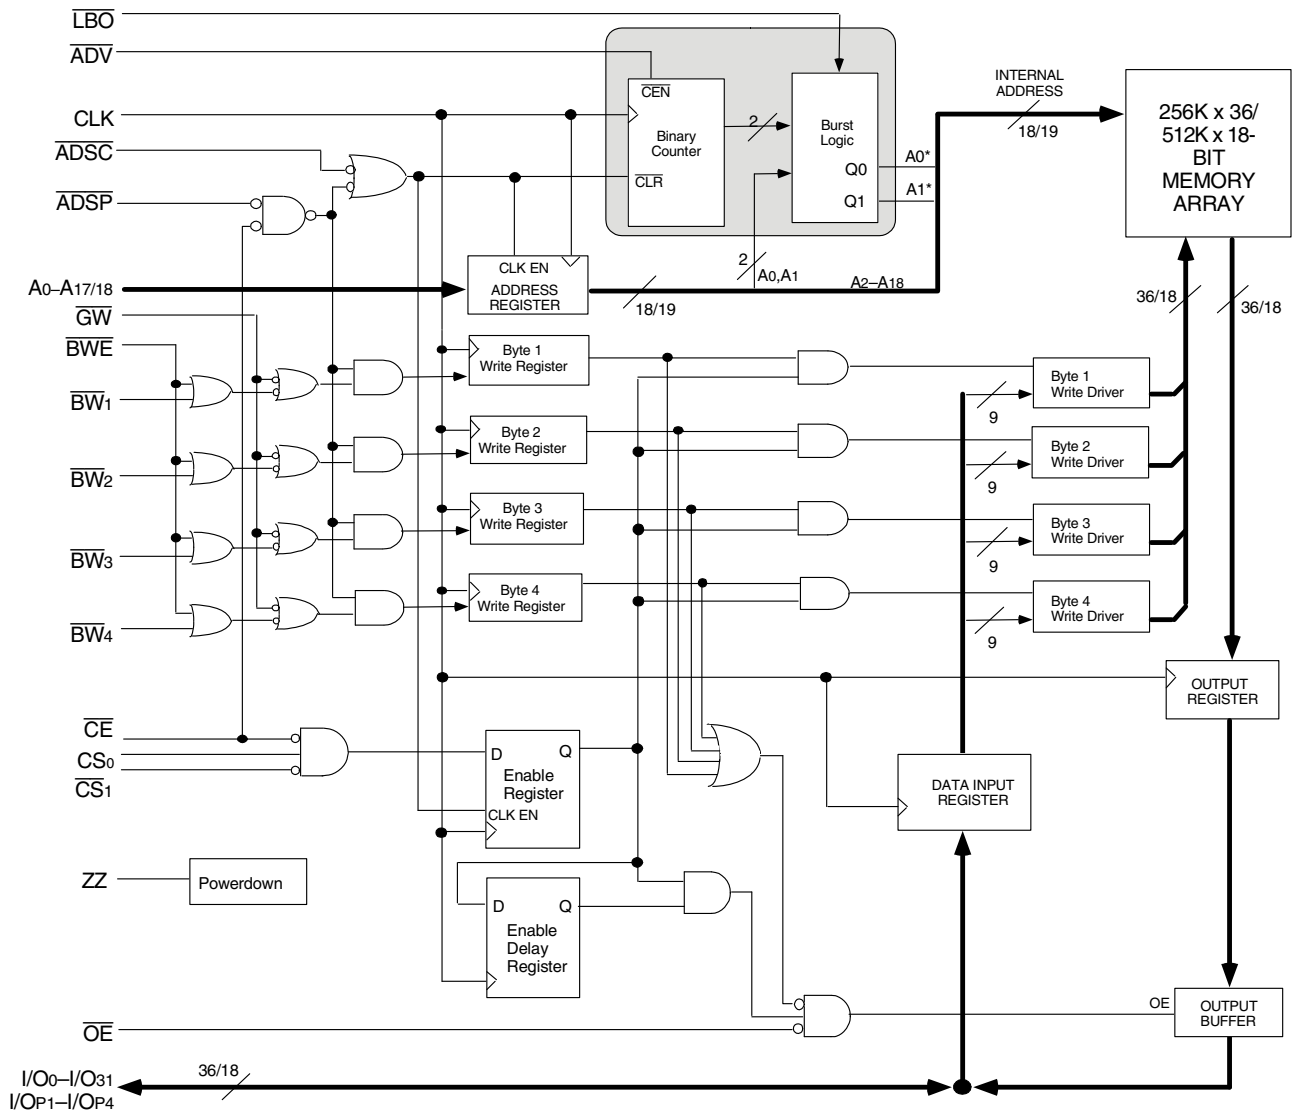 LBO
ADV
CLK
ADSC
ADSP
A0–A17/18
GW
BWE
BW1
BW2
BW3
BW4
CE
CS0
CS1
ZZ
OE
I/O0–I/O31
I/OP1–I/OP4
36/18
Powerdown
CEN
Binary
Counter
CLR
2
Burst
Logic
Q0
Q1
A0*
A1*
2
A0,A1
A2–A18
INTERNAL
ADDRESS
18/19
256K x 36/
512K x 18-
BIT
MEMORY
ARRAY
CLK EN
ADDRESS
REGISTER
18/19
36/18
36/18
Byte 1
Write Register
Byte 2
Write Register
Byte 3
Write Register
Byte 4
Write Register
9
Byte 1
Write Driver
9
Byte 2
Write Driver
9
Byte 3
Write Driver
9
Byte 4
Write Driver
OUTPUT
REGISTER
D Q
Enable
Register
CLK EN
DATA INPUT
REGISTER
D Q
Enable
Delay
Register
OE
OUTPUT
BUFFER